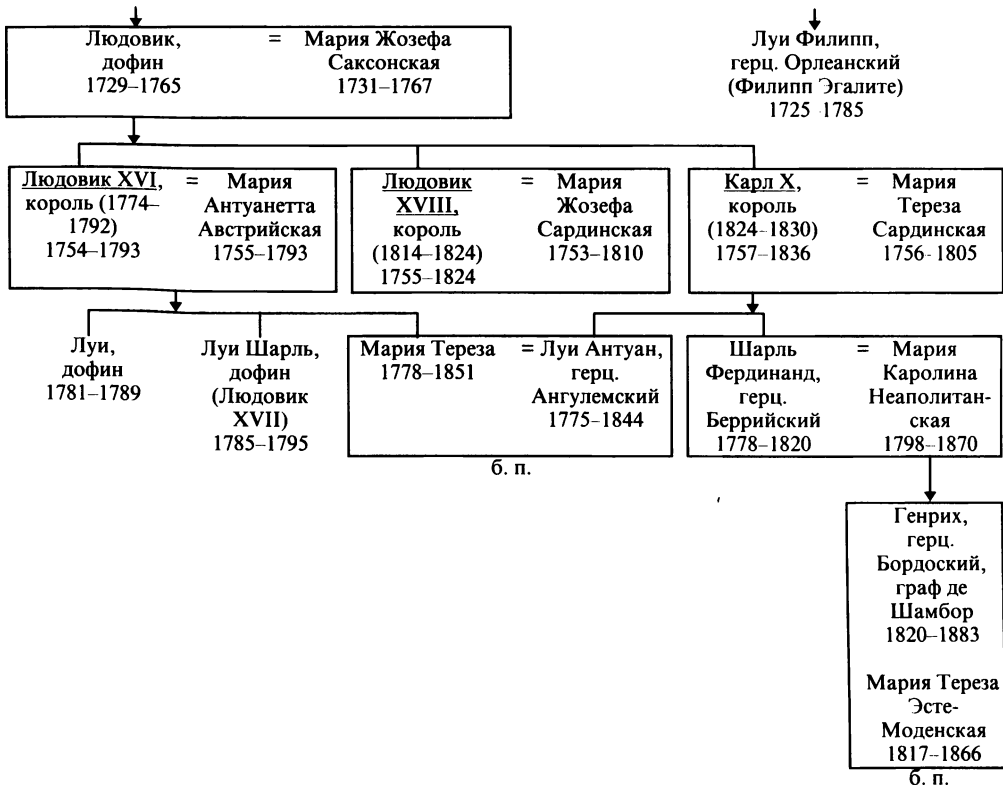 Людовик, = Мария Жозефа
дофин Саксонская
1729–1765 1731–1767
Луи Филипп,
герц. Орлеанский
(Филипп Эгалите)
1725–1785
Людовик XVI, = Мария
король (1774– Антуанетта
1792) Австрийская
1754–1793 1755–1793
Людовик = Мария
XVIII, Жозефа
король Сардинская
(1814–1824) 1753–1810
1755–1824
Карл X, = Мария
король Тереза
(1824–1830) Сардинская
1757–1836 1756–1805
Луи,
дофин
1781–1789
Луи Шарль,
дофин
(Людовик
XVII)
1785–1795
Мария Тереза = Луи Антуан,
1778–1851 герц.
Ангулемский
1775–1844
б. п.
Шарль = Мария
Фердинанд, Каролина
герц. Неаполитан-
Беррийский ская
1778–1820 1798–1870
Генрих,
герц.
Бордоский,
граф де
Шамбор
1820–1883
Мария Тереза
Эсте-
Моденская
1817–1866
б. п.